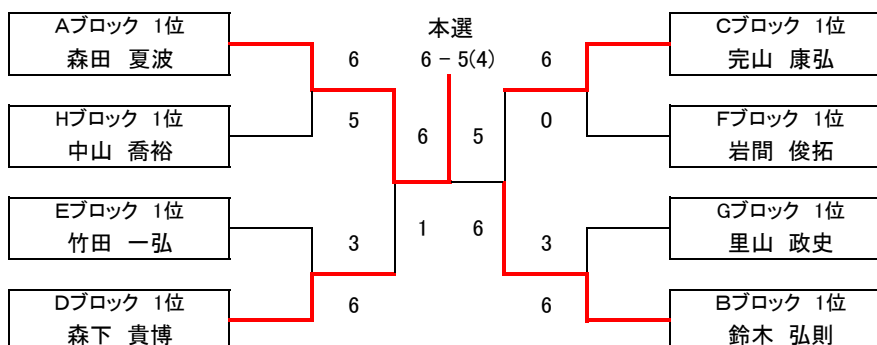 本選
6 − 5(4)
Aブロック 1位
森田 夏波
Hブロック 1位
中山 喬裕
Eブロック 1位
竹田 一弘
Dブロック 1位
森下 貴博
6
5
3
6
6
1
5
6
6
0
3
6
Cブロック 1位
完山 康弘
Fブロック 1位
岩間 俊拓
Gブロック 1位
里山 政史
Bブロック 1位
鈴木 弘則